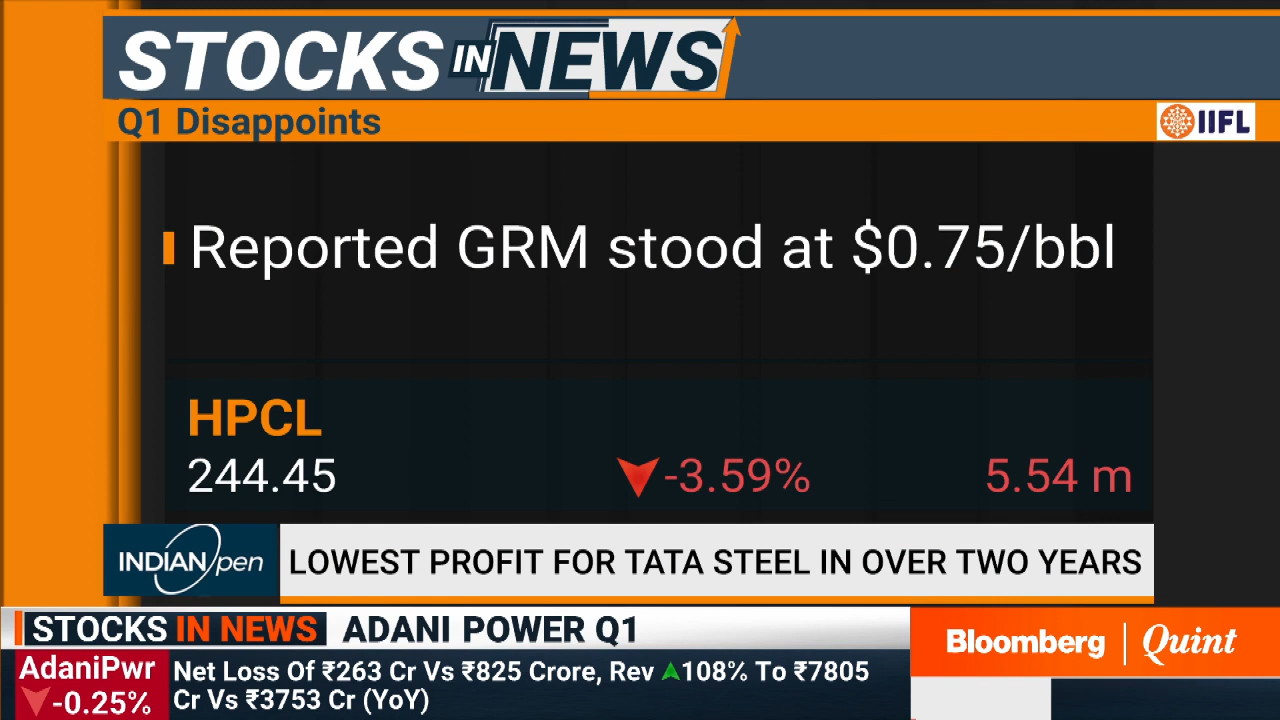 STOCKS IN NEWS
Q1 Disappoints
IIFL
Reported GRM stood at $0.75/bbl
HPCL
244.45 -3.59% 5.54 m
INDIAN Open LOWEST PROFIT FOR TATA STEEL IN OVER TWO YEARS
STOCKS IN NEWS ADANI POWER Q1
Bloomberg | Quint
AdaniPwr
-0.25%
Net Loss Of ₹263 Cr Vs ₹825 Crore, Rev ▲108% To ₹7805
Cr Vs ₹3753 Cr (YoY)